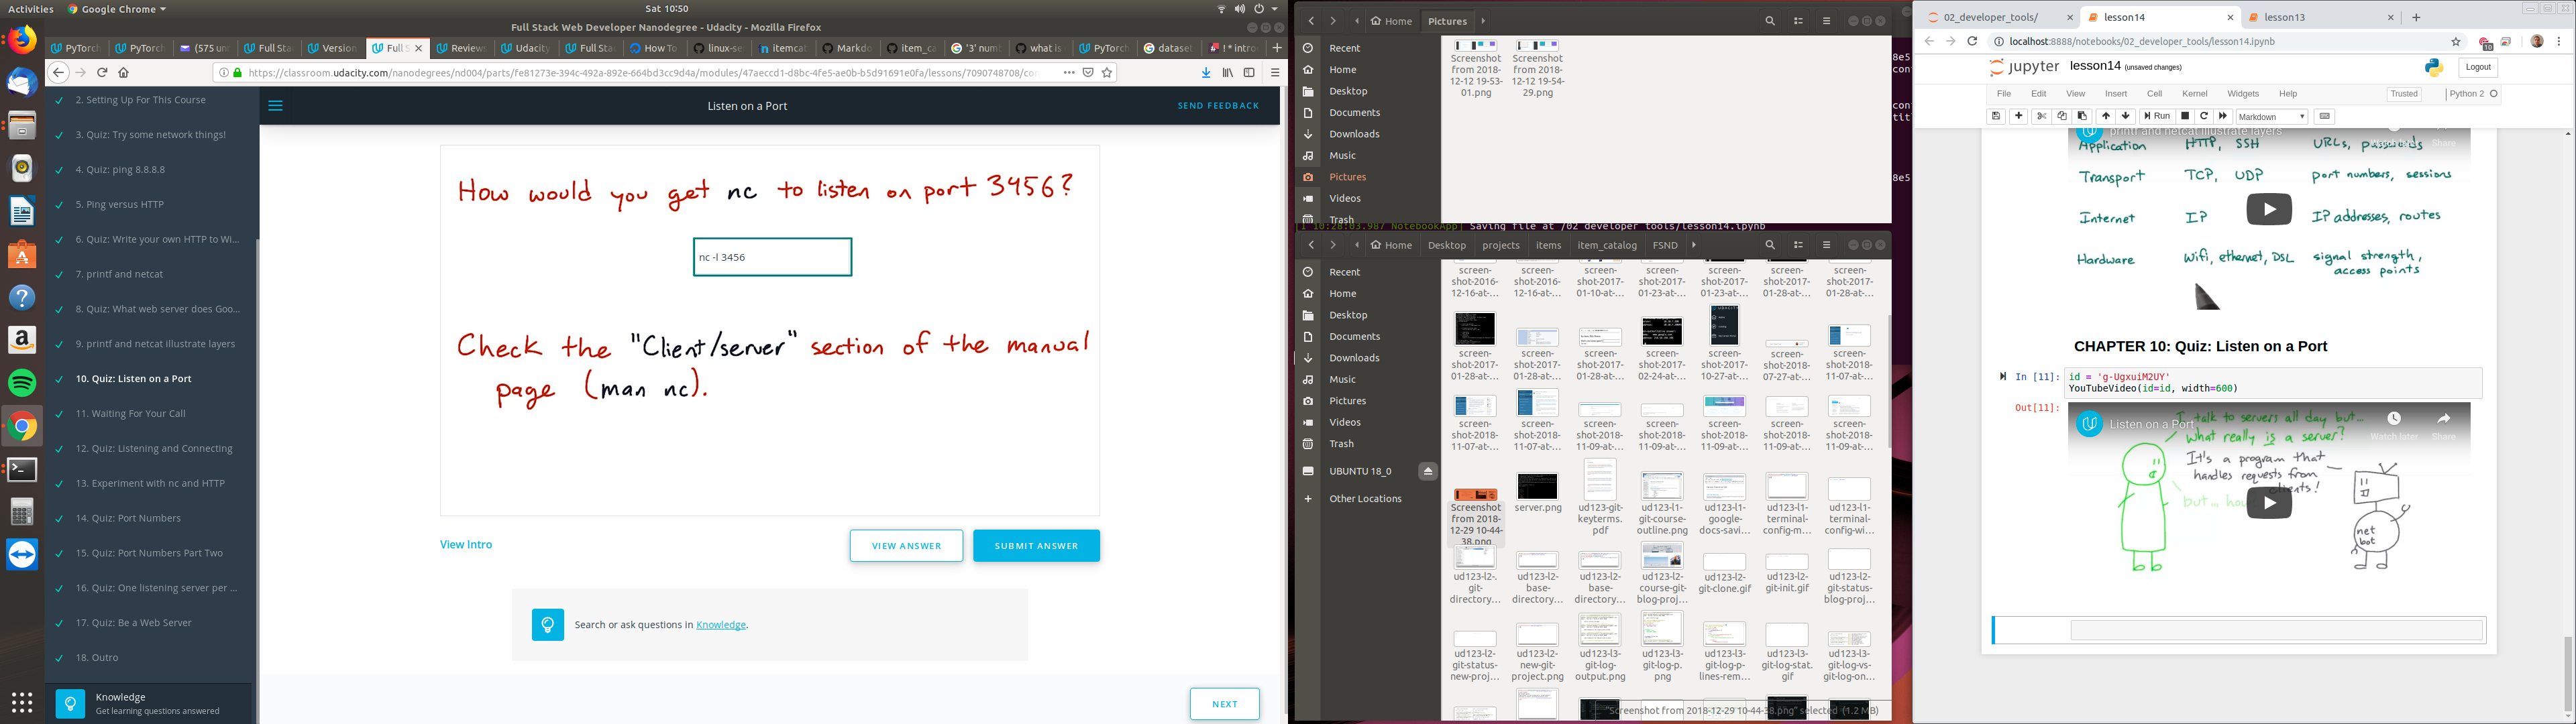 Activities
Google Chrome
Sat 10:50
Full Stack Web Developer Nanodegree - Udacity - Mozilla Firefox
PyTorch
PyTorch
(575 un
Full Sta
Version
Full S
Reviews
Udacity
Full Sta
How To
linux-se
itemcat
Markdo
item_ca
'3' numl
what is
PyTorch
dataset
! * intro
https://classroom.udacity.com/nanodegrees/nd004/parts/fe81273e-394c-492a-892e-664bd3cc9d4a/modules/47aeccd1-d8bc-4fe5-ae0b-b5d91691e0fa/lessons/7090748708/con
2. Setting Up For This Course
3. Quiz: Try some network things!
4. Quiz: ping 8.8.8.8
5. Ping versus HTTP
6. Quiz: Write your own HTTP to Wi...
7. printf and netcat
8. Quiz: What web server does Goo...
9. printf and netcat illustrate layers
10. Quiz: Listen on a Port
11. Waiting For Your Call
12. Quiz: Listening and Connecting
13. Experiment with nc and HTTP
14. Quiz: Port Numbers
15. Quiz: Port Numbers Part Two
16. Quiz: One listening server per ...
17. Quiz: Be a Web Server
18. Outro
Knowledge
Get learning questions answered
Listen on a Port
SEND FEEDBACK
How would you get nc to listen on port 3456?
nc -l 3456
Check the "Client/server" section of the manual
page (man nc).
View Intro
VIEW ANSWER
SUBMIT ANSWER
Search or ask questions in Knowledge.
NEXT
Home
Pictures
Recent
Home
Desktop
Documents
Downloads
Music
Pictures
Videos
Trash
Screenshot from 2018-12-12 19-53-01.png
Screenshot from 2018-12-12 19-54-29.png
[I 10:28:03.987 NotebookApp] Saving file at /02_developer_tools/lesson14.ipynb
Home
Desktop
projects
items
item_catalog
FSND
Recent
Home
Desktop
Documents
Downloads
Music
Pictures
Videos
Trash
UBUNTU 18_0
Other Locations
screen-shot-2016-12-16-at-...
screen-shot-2016-12-16-at-...
screen-shot-2017-01-10-at-...
screen-shot-2017-01-23-at-...
screen-shot-2017-01-23-at-...
screen-shot-2017-01-28-at-...
screen-shot-2017-01-28-at-...
screen-shot-2017-01-28-at-...
screen-shot-2017-01-28-at-...
screen-shot-2017-01-28-at-...
screen-shot-2017-02-24-at-...
screen-shot-2017-10-27-at-...
screen-shot-2018-07-27-at-...
screen-shot-2018-11-07-at-...
screen-shot-2018-11-07-at-...
screen-shot-2018-11-07-at-...
screen-shot-2018-11-09-at-...
screen-shot-2018-11-09-at-...
screen-shot-2018-11-09-at-...
screen-shot-2018-11-09-at-...
screen-shot-2018-11-09-at-...
Screenshot from 2018-12-29 10-44-38.png
server.png
ud123-git-keyterms.pdf
ud123-l1-git-course-outline.png
ud123-l1-google-docs-savi...
ud123-l1-terminal-config-m...
ud123-l1-terminal-config-wi...
ud123-l2-.git-directory...
ud123-l2-base-directory...
ud123-l2-base-directory...
ud123-l2-course-git-blog-proj...
ud123-l2-git-clone.gif
ud123-l2-git-init.gif
ud123-l2-git-status-blog-proj...
ud123-l2-git-status-new-proj...
ud123-l2-new-git-project.png
ud123-l3-git-log-output.png
ud123-l3-git-log-p.png
ud123-l3-git-log-p-lines-rem...
ud123-l3-git-log-stat.gif
ud123-l3-git-log-vs-git-log-on...
"Screenshot from 2018-12-29 10-44-38.png" selected (1.2 MB)
02_developer_tools/
lesson14
lesson13
localhost:8888/notebooks/02_developer_tools/lesson14.ipynb
jupyter
lesson14
(unsaved changes)
Logout
File
Edit
View
Insert
Cell
Kernel
Widgets
Help
Trusted
Python 2
Run
Markdown
printf and netcat illustrate layers
Application HTTP, SSH URLs, passwords
Transport TCP, UDP port numbers, sessions
Internet IP IP addresses, routes
Hardware Wifi, ethernet, DSL signal strength, access points
CHAPTER 10: Quiz: Listen on a Port
In [11]:
id = 'g-UgxuiM2UY'
YouTubeVideo(id=id, width=600)
Out[11]:
Listen on a Port
Watch later
Share
I talk to servers all day but...
what really is a server?
It's a program that
handles requests from
clients!
net
bot